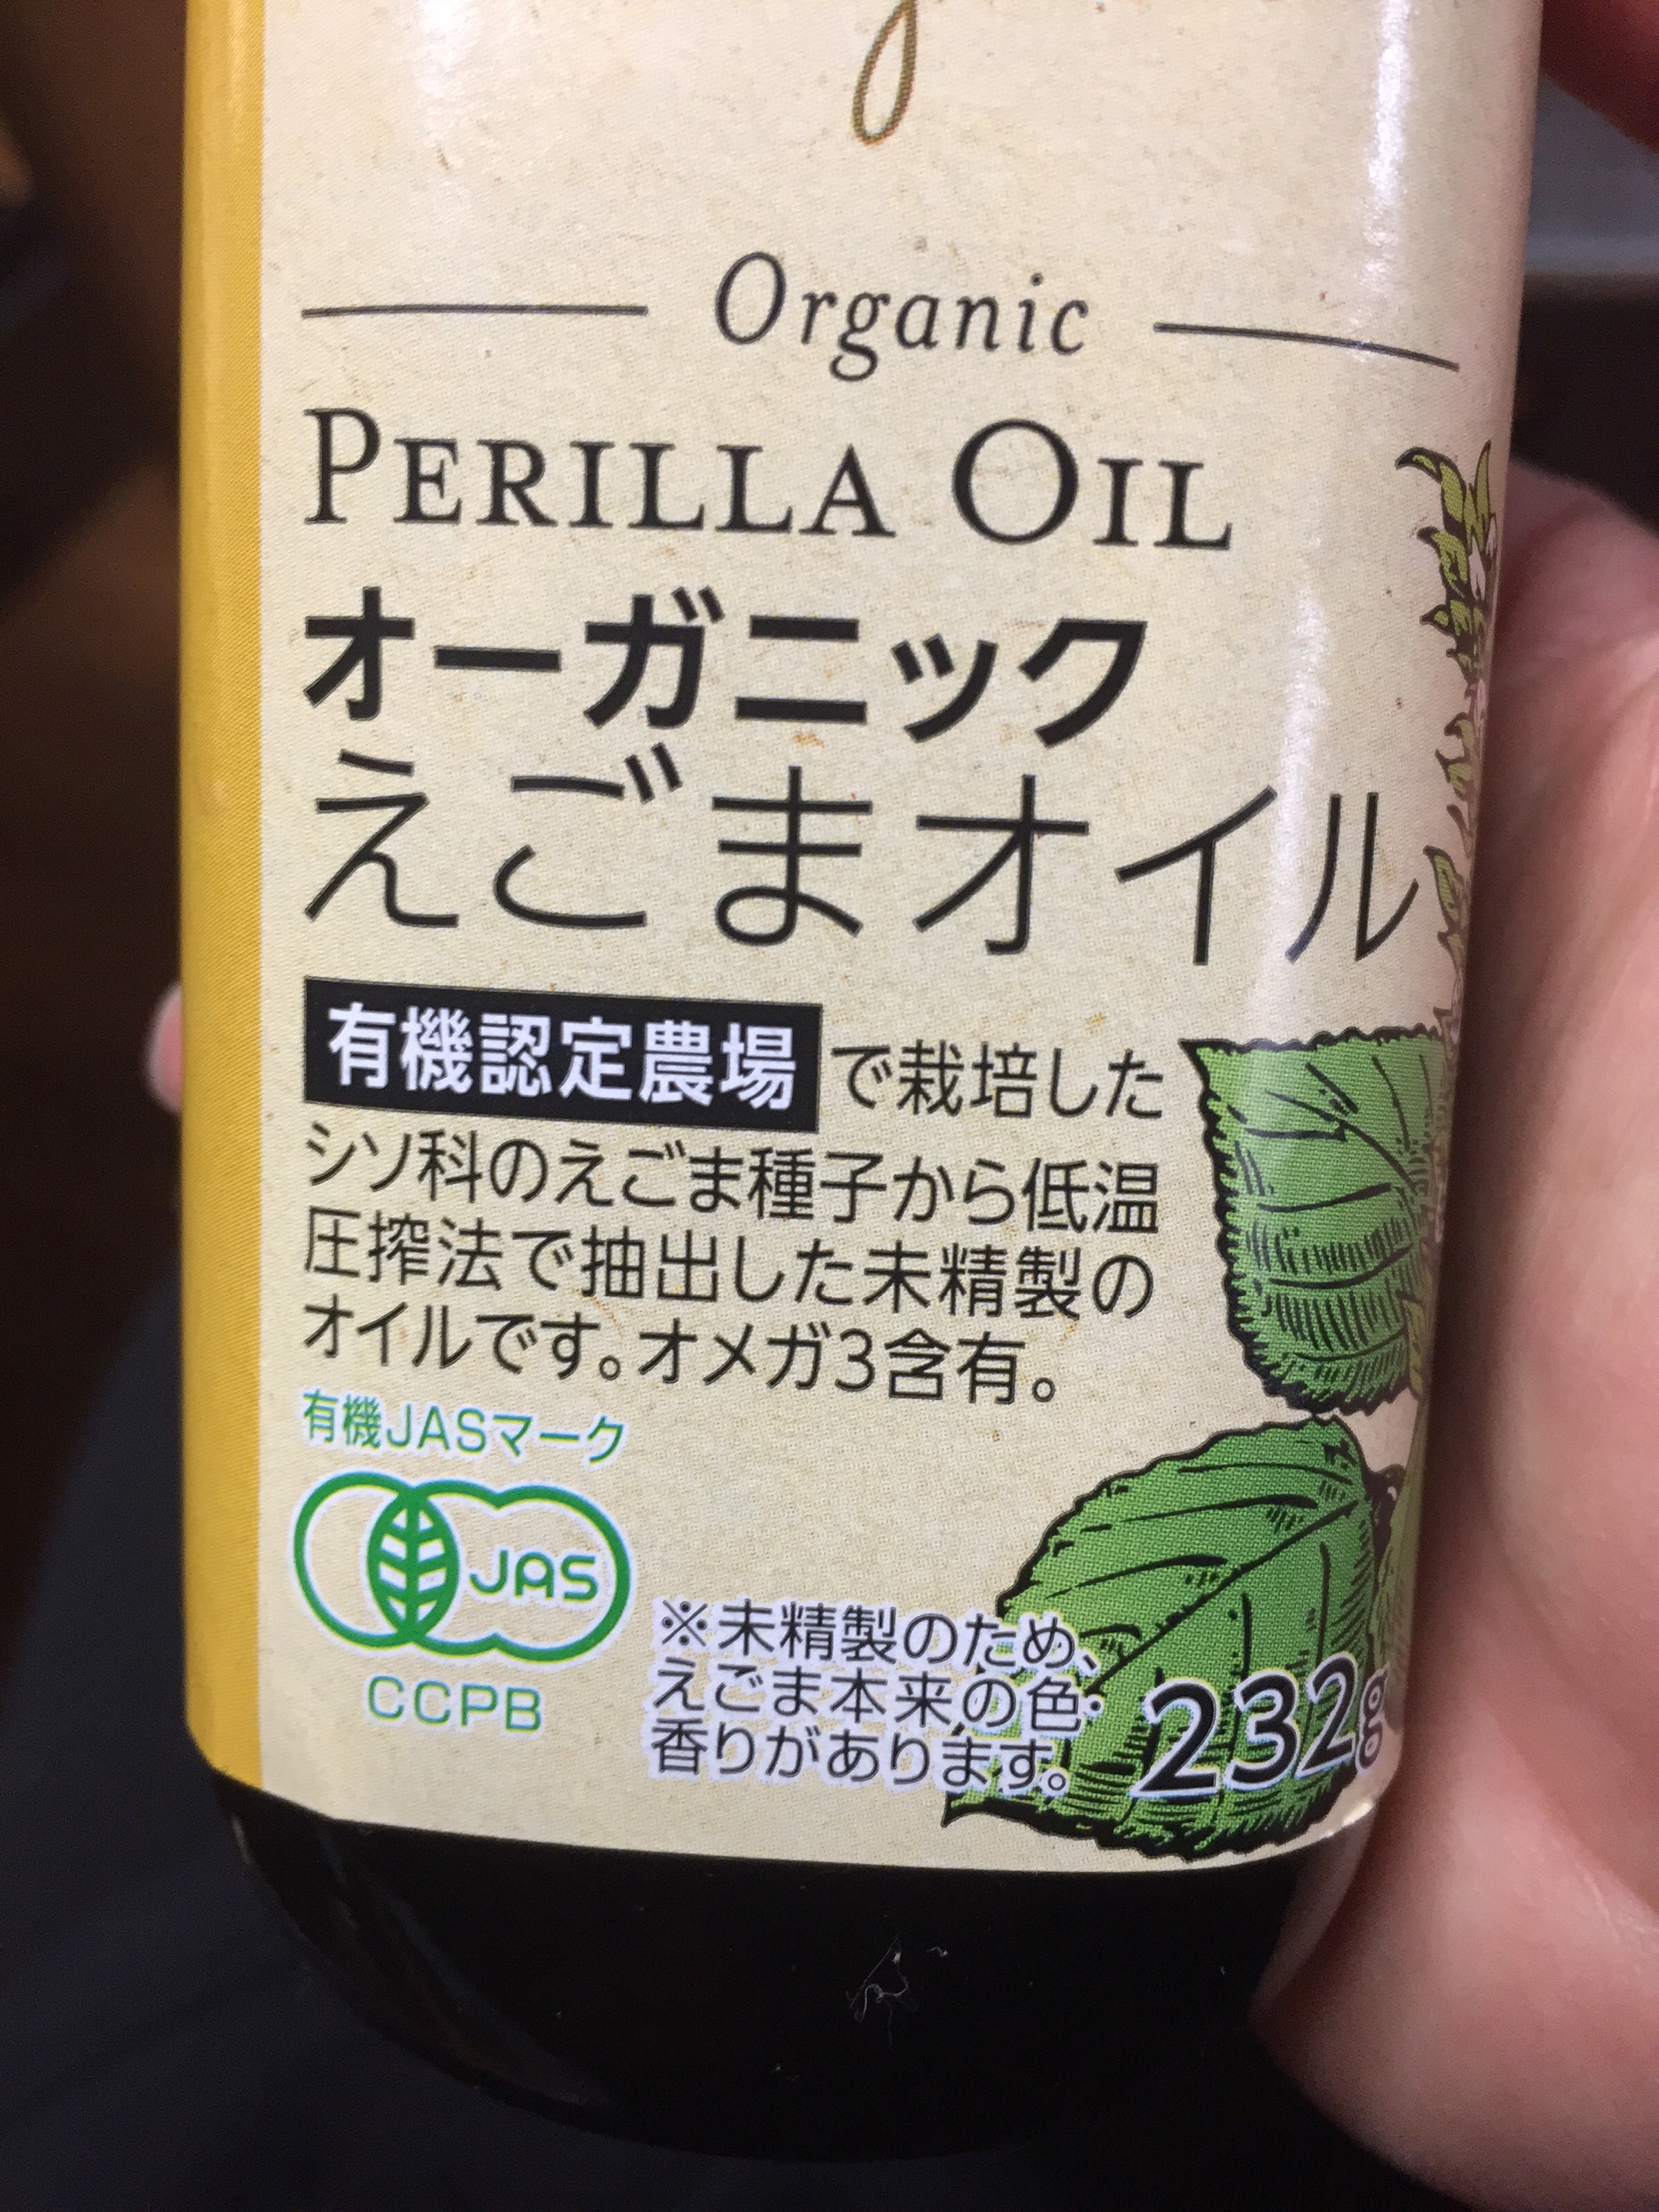 Organic
PERILLA OIL
オーガニック
えごまオイル
有機認定農場で栽培した
シソ科のえごま種子から低温
圧搾法で抽出した未精製の
オイルです。オメガ3含有。
有機JASマーク
JAS
CCPB
※未精製のため、
えごま本来の色・
香りがあります。
232g